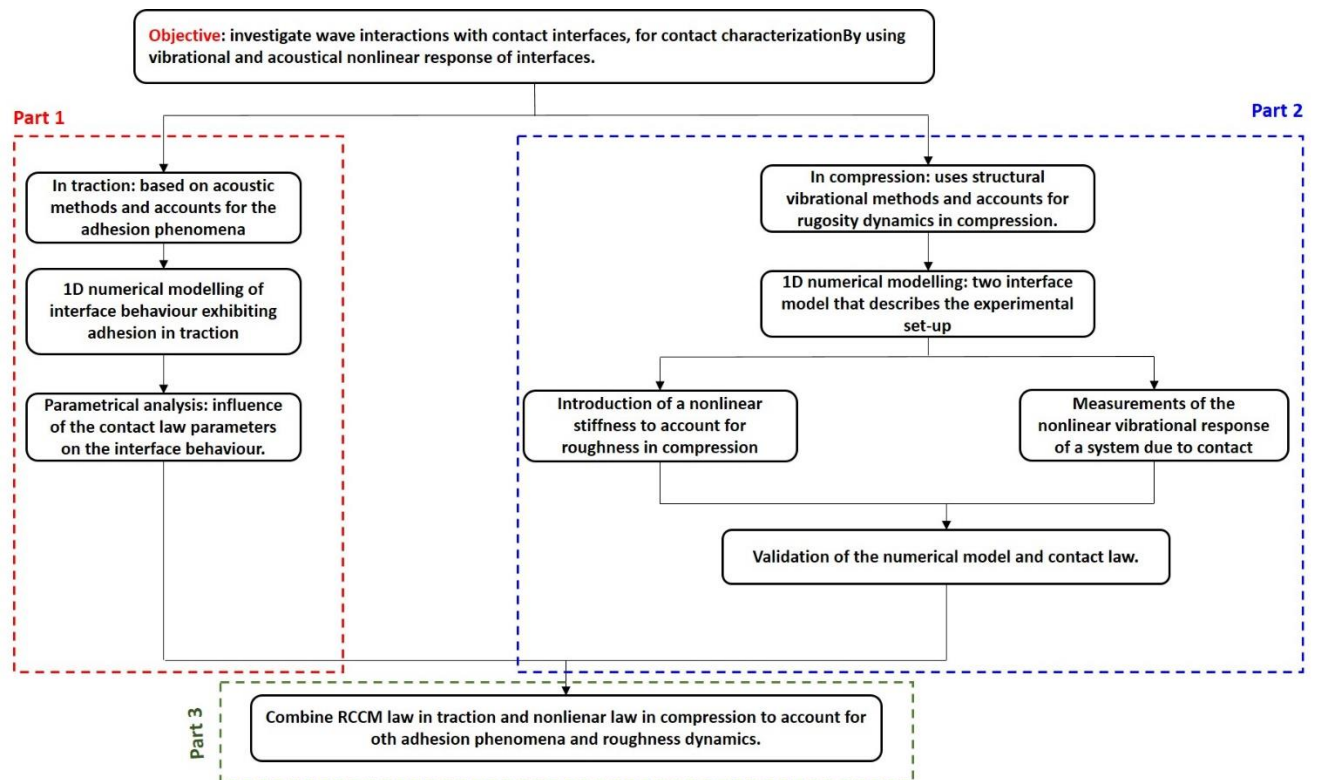 Objective: investigate wave interactions with contact interfaces, for contact characterizationBy using
vibrational and acoustical nonlinear response of interfaces.
Part 1
Part 2
In traction: based on acoustic
methods and accounts for the
adhesion phenomena
1D numerical modelling of
interface behaviour exhibiting
adhesion in traction
Parametrical analysis: influence
of the contact law parameters
on the interface behaviour.
In compression: uses structural
vibrational methods and accounts for
rugosity dynamics in compression.
1D numerical modelling: two interface
model that describes the experimental
set-up
Introduction of a nonlinear
stiffness to account for
roughness in compression
Measurements of the
nonlinear vibrational response
of a system due to contact
Validation of the numerical model and contact law.
Part 3
Combine RCCM law in traction and nonlienar law in compression to account for
oth adhesion phenomena and roughness dynamics.